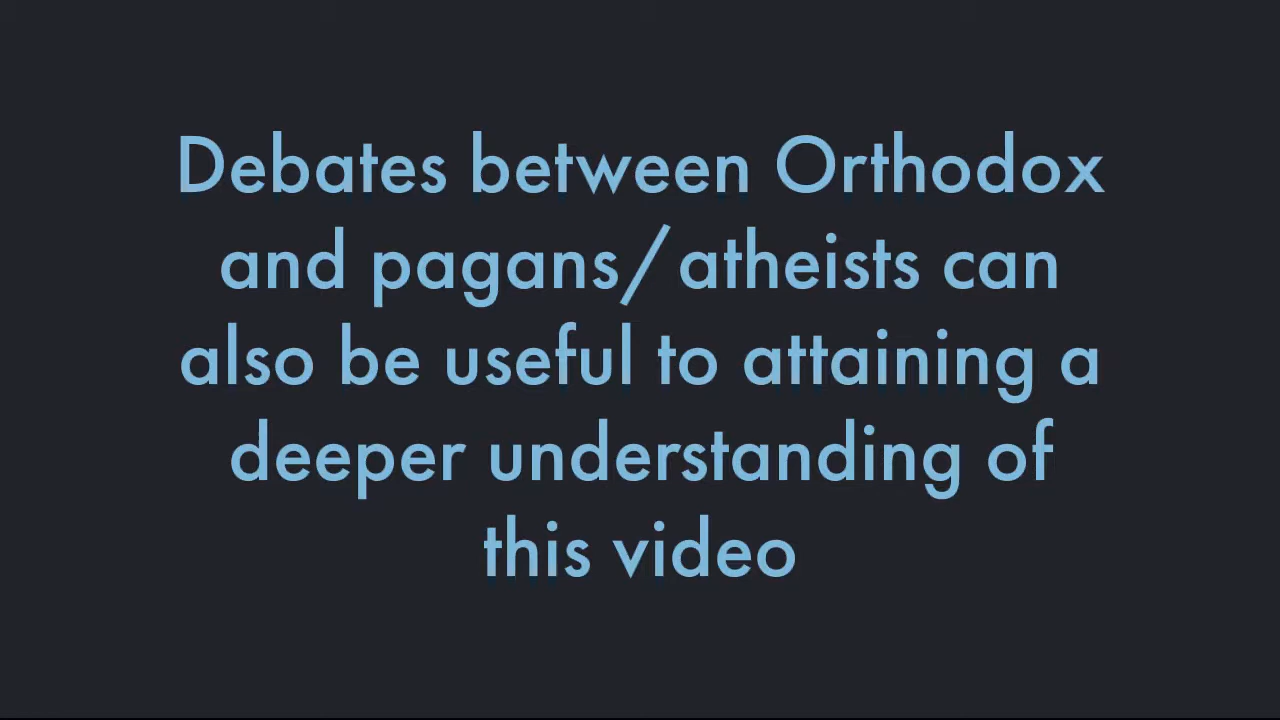 Debates between Orthodox
and pagans/atheists can
also be useful to attaining a
deeper understanding of
this video